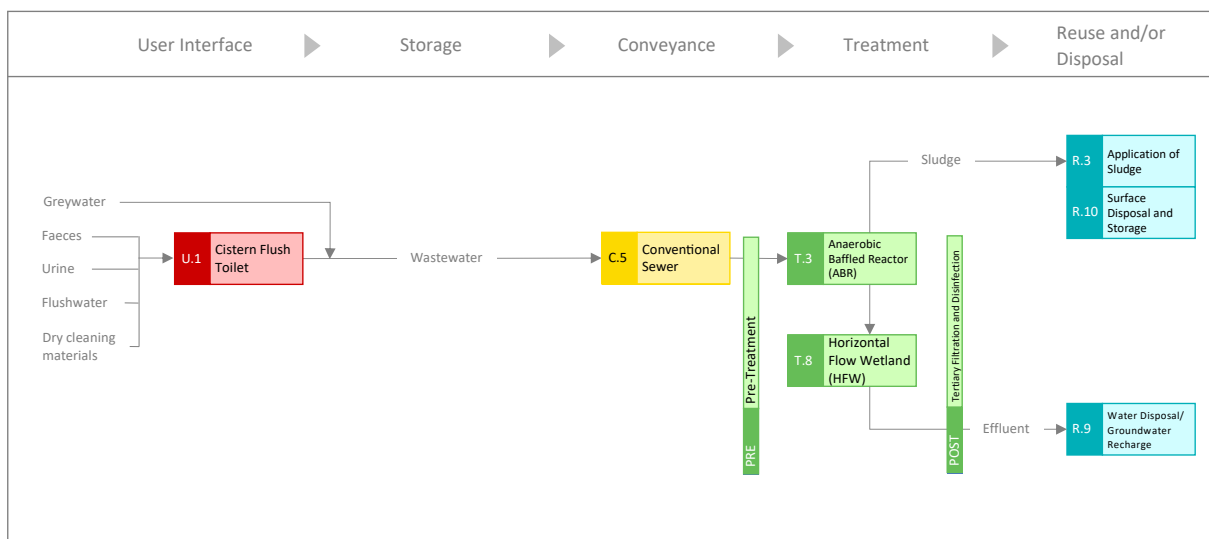 User Interface
Storage
Conveyance
Treatment
Reuse and/or
Disposal
Greywater
Faeces
Urine
Flushwater
Dry cleaning
materials
U.1
Cistern Flush
Toilet
Wastewater
C.5
Conventional
Sewer
PRE
Pre-Treatment
T.3
Anaerobic
Baffled Reactor
(ABR)
T.8
Horizontal
Flow Wetland
(HFW)
POST
Tertiary Filtration and Disinfection
Sludge
R.3
Application of
Sludge
R.10
Surface
Disposal and
Storage
Effluent
R.9
Water Disposal/
Groundwater
Recharge